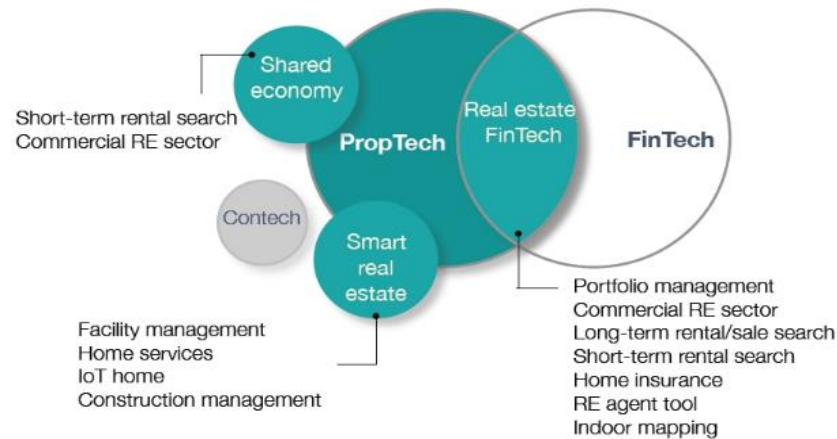 Shared
economy
Short-term rental search
Commercial RE sector
PropTech
Real estate
FinTech
FinTech
Contech
Smart
real
estate
Facility management
Home services
IoT home
Construction management
Portfolio management
Commercial RE sector
Long-term rental/sale search
Short-term rental search
Home insurance
RE agent tool
Indoor mapping